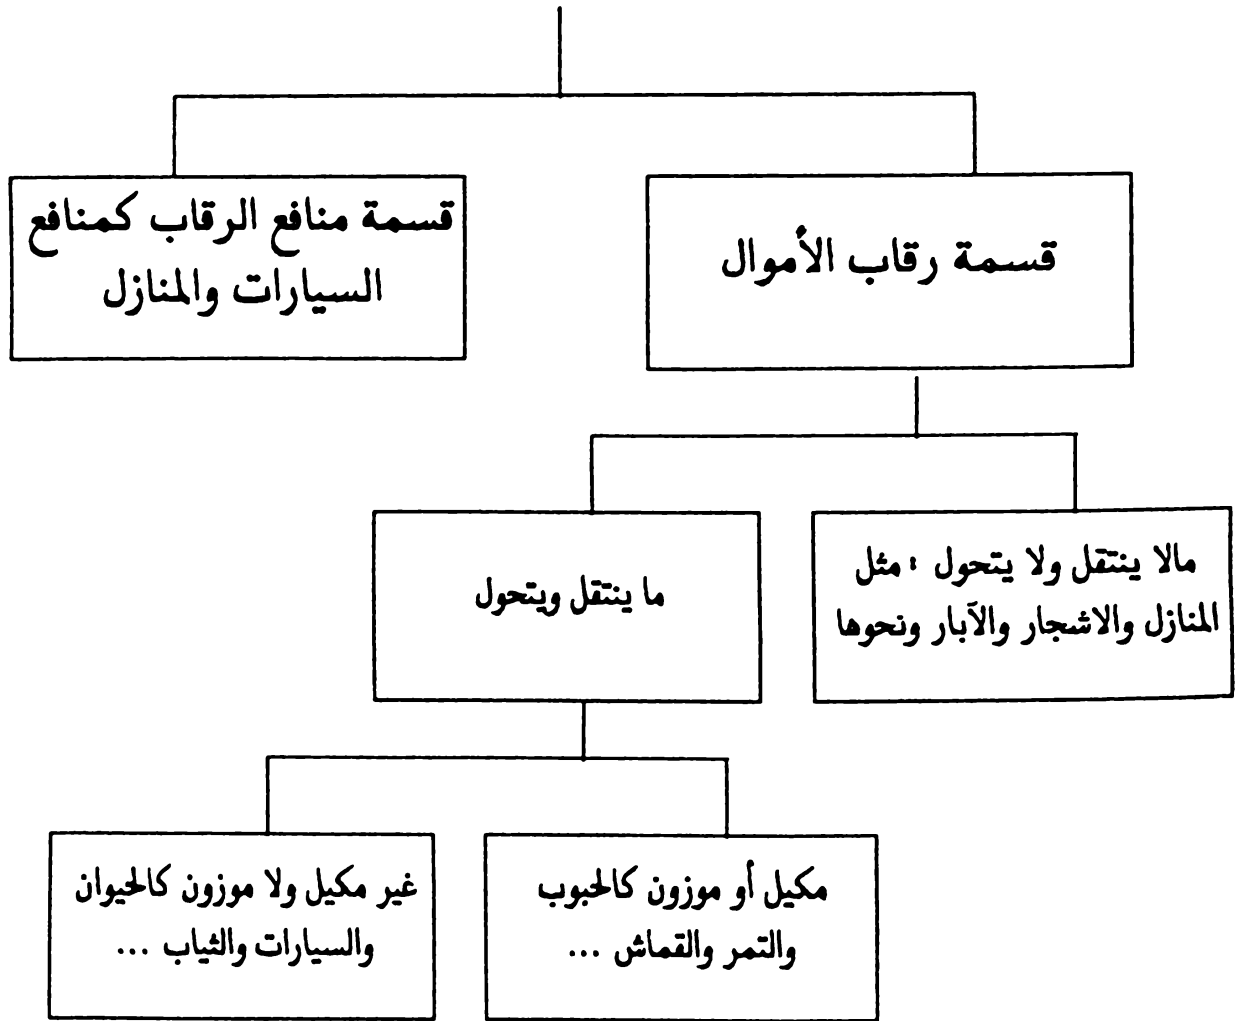 قسمة رقاب الأموال
قسمة منافع الرقاب كمنافع
السيارات والمنازل
مالا ينتقل ولا يتحول : مثل
المنازل والاشجار والآبار ونحوها
ما ينتقل ويتحول
مكيل أو موزون كالحبوب
والتمر والقماش ...
غير مكيل ولا موزون كالحيوان
والسيارات والثياب ...